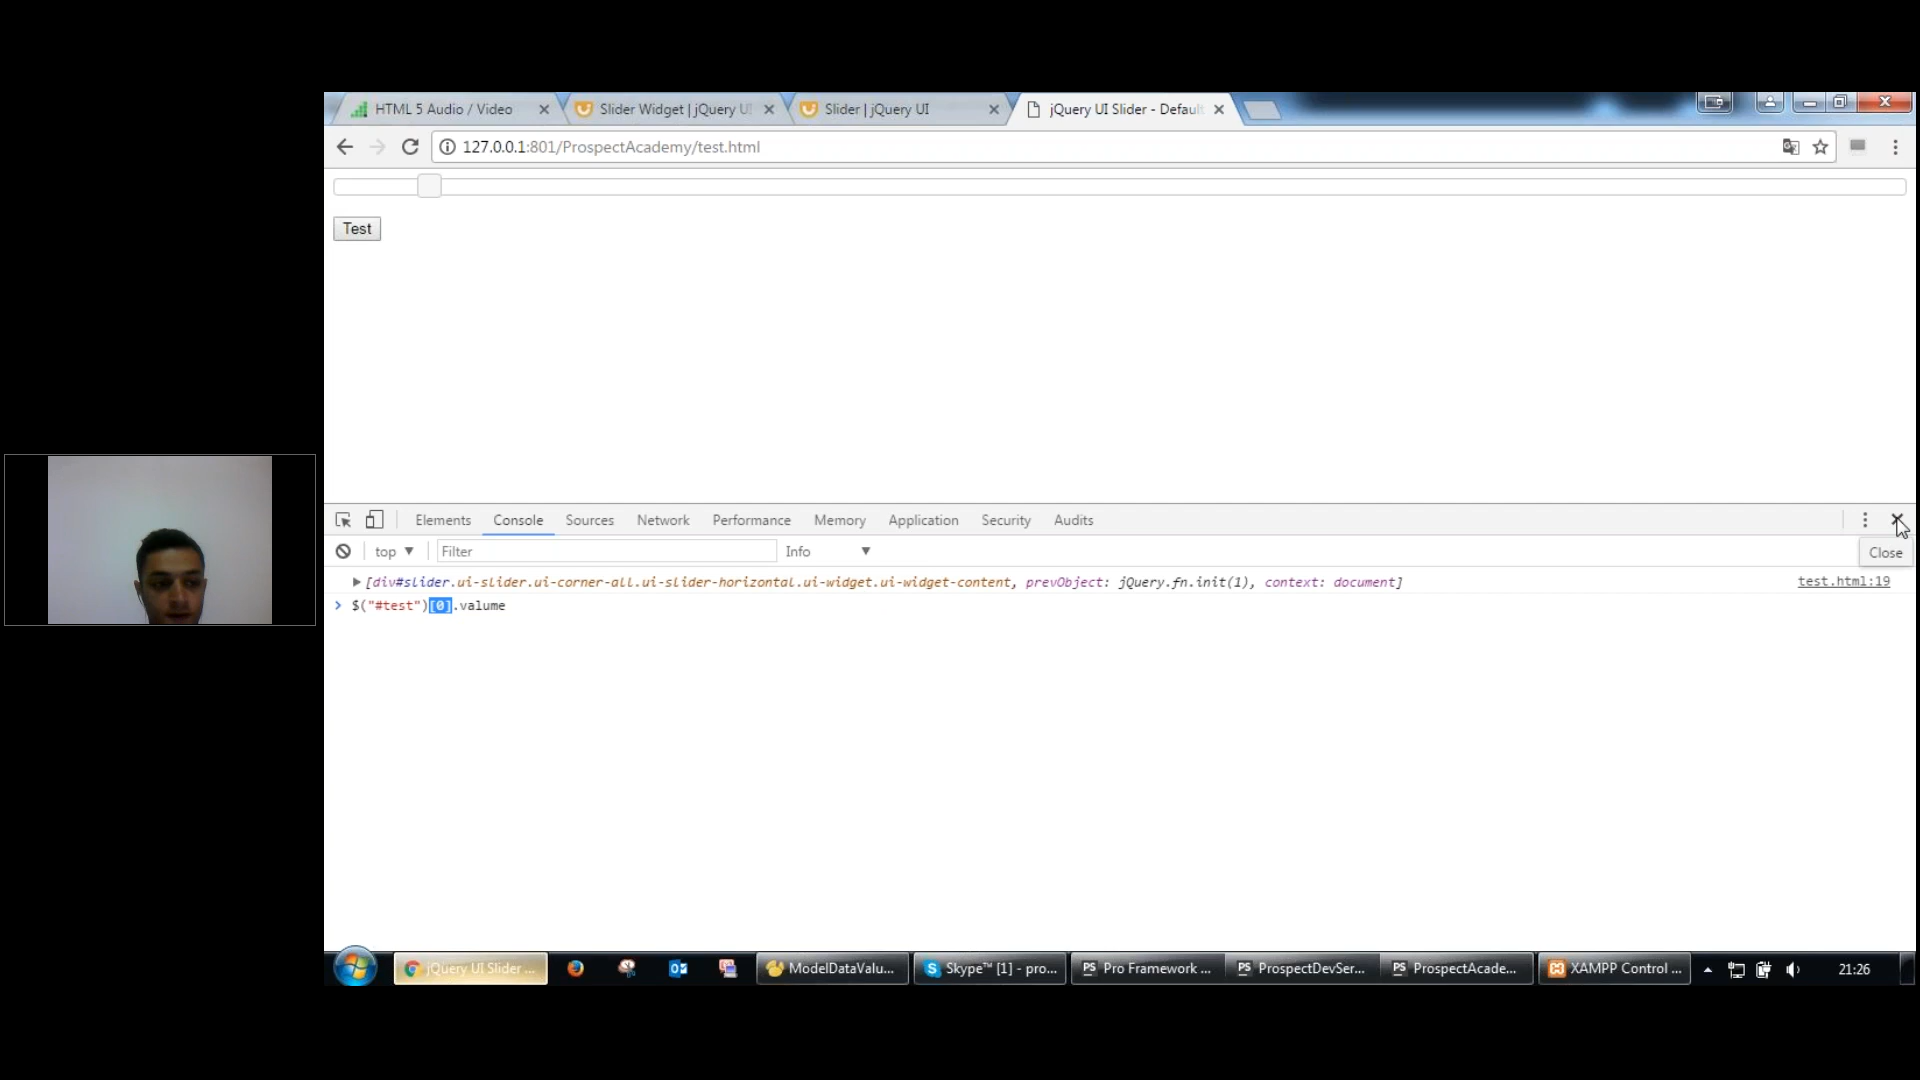 HTML 5 Audio / Video
Slider Widget | jQuery U
Slider | jQuery UI
jQuery UI Slider - Defaul
127.0.0.1:801/ProspectAcademy/test.html
Test
Elements Console Sources Network Performance Memory Application Security Audits
top Filter Info
Close
[div#slider.ui-slider.ui-corner-all.ui-slider-horizontal.ui-widget.ui-widget-content, prevObject: jQuery.fn.init(1), context: document] test.html:19
$("#test")[0].valume
jQuery UI Slider ... ModelDataValu... Skype™ [1] - pro... Pro Framework ... ProspectDevSer... ProspectAcade... XAMPP Control ... 21:26